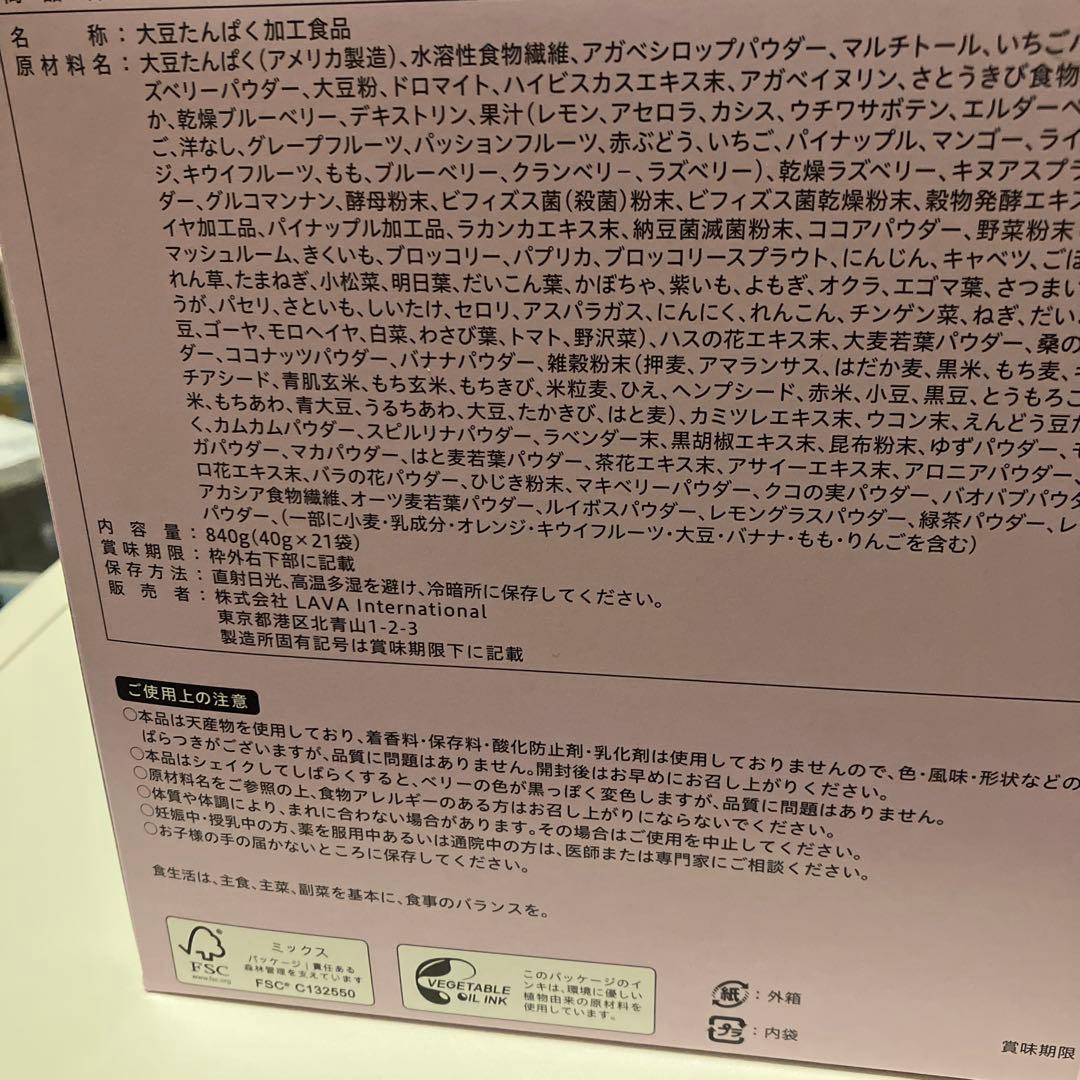 名　　称：大豆たんぱく加工食品
原材料名：大豆たんぱく(アメリカ製造)、水溶性食物繊維、アガベシロップパウダー、マルチトール、いちご
ズベリーパウダー、大豆粉、ドロマイト、ハイビスカスエキス末、アガベイヌリン、さとうきび食物
か、乾燥ブルーベリー、デキストリン、果汁(レモン、アセロラ、カシス、ウチワサボテン、エルダーベ
ご、洋なし、グレープフルーツ、パッションフルーツ、赤ぶどう、いちご、パイナップル、マンゴー、ライ
ジ、キウイフルーツ、もも、ブルーベリー、クランベリ－、ラズベリー)、乾燥ラズベリー、キヌアスプラ
ダー、グルコマンナン、酵母粉末、ビフィズス菌(殺菌)粉末、ビフィズス菌乾燥粉末、穀物発酵エキス
イヤ加工品、パイナップル加工品、ラカンカエキス末、納豆菌滅菌粉末、ココアパウダー、野菜粉末
マッシュルーム、きくいも、ブロッコリー、パプリカ、ブロッコリースプラウト、にんじん、キャベツ、ごぼ
れん草、たまねぎ、小松菜、明日葉、だいこん葉、かぼちゃ、紫いも、よもぎ、オクラ、エゴマ葉、さつまい
うが、パセリ、さといも、しいたけ、セロリ、アスパラガス、にんにく、れんこん、チンゲン菜、ねぎ、だい
豆、ゴーヤ、モロヘイヤ、白菜、わさび葉、トマト、野沢菜)、ハスの花エキス末、大麦若葉パウダー、桑の
ダー、ココナッツパウダー、バナナパウダー、雑穀粉末(押麦、アマランサス、はだか麦、黒米、もち麦、
チアシード、青肌玄米、もち玄米、もちきび、米粒麦、ひえ、ヘンプシード、赤米、小豆、黒豆、とうもろこ
米、もちあわ、青大豆、うるちあわ、大豆、たかきび、はと麦)、カミツレエキス末、ウコン末、えんどう豆た
く、カムカムパウダー、スピルリナパウダー、ラベンダー末、黒胡椒エキス末、昆布粉末、ゆずパウダー、
ガパウダー、マカパウダー、はと麦若葉パウダー、茶花エキス末、アサイーエキス末、アロニアパウダー、
ロ花エキス末、バラの花パウダー、ひじき粉末、マキベリーパウダー、クコの実パウダー、バオバブパウダ
アカシア食物繊維、オーツ麦若葉パウダー、ルイボスパウダー、レモングラスパウダー、緑茶パウダー、レ
パウダー、(一部に小麦・乳成分・オレンジ・キウイフルーツ・大豆・バナナ・もも・りんごを含む)
内 容 量：840g(40g×21袋)
賞味期限：枠外右下部に記載
保存方法：直射日光、高温多湿を避け、冷暗所に保存してください。
販 売 者：株式会社 LAVA International
東京都港区北青山1-2-3
製造所固有記号は賞味期限下に記載
ご使用上の注意
○本品は天産物を使用しており、着香料・保存料・酸化防止剤・乳化剤は使用しておりませんので、色・風味・形状などの
ばらつきがございますが、品質に問題はありません。開封後はお早めにお召し上がりください。
○本品はシェイクしてしばらくすると、ベリーの色が黒っぽく変色しますが、品質に問題はありません。
○原材料名をご参照の上、食物アレルギーのある方はお召し上がりにならないでください。
○体質や体調により、まれに合わない場合があります。その場合はご使用を中止してください。
○妊娠中・授乳中の方、薬を服用中あるいは通院中の方は、医師または専門家にご相談ください。
○お子様の手の届かないところに保存してください。
食生活は、主食、主菜、副菜を基本に、食事のバランスを。
FSC
www.fsc.org
ミックス
パッケージ｜責任ある
森林管理を支えています
FSC® C132550
VEGETABLE
OIL INK
このパッケージのイ
ンキは、環境に優しい
植物由来の原材料を
使用しています。
紙：外箱
プラ：内袋
賞味期限